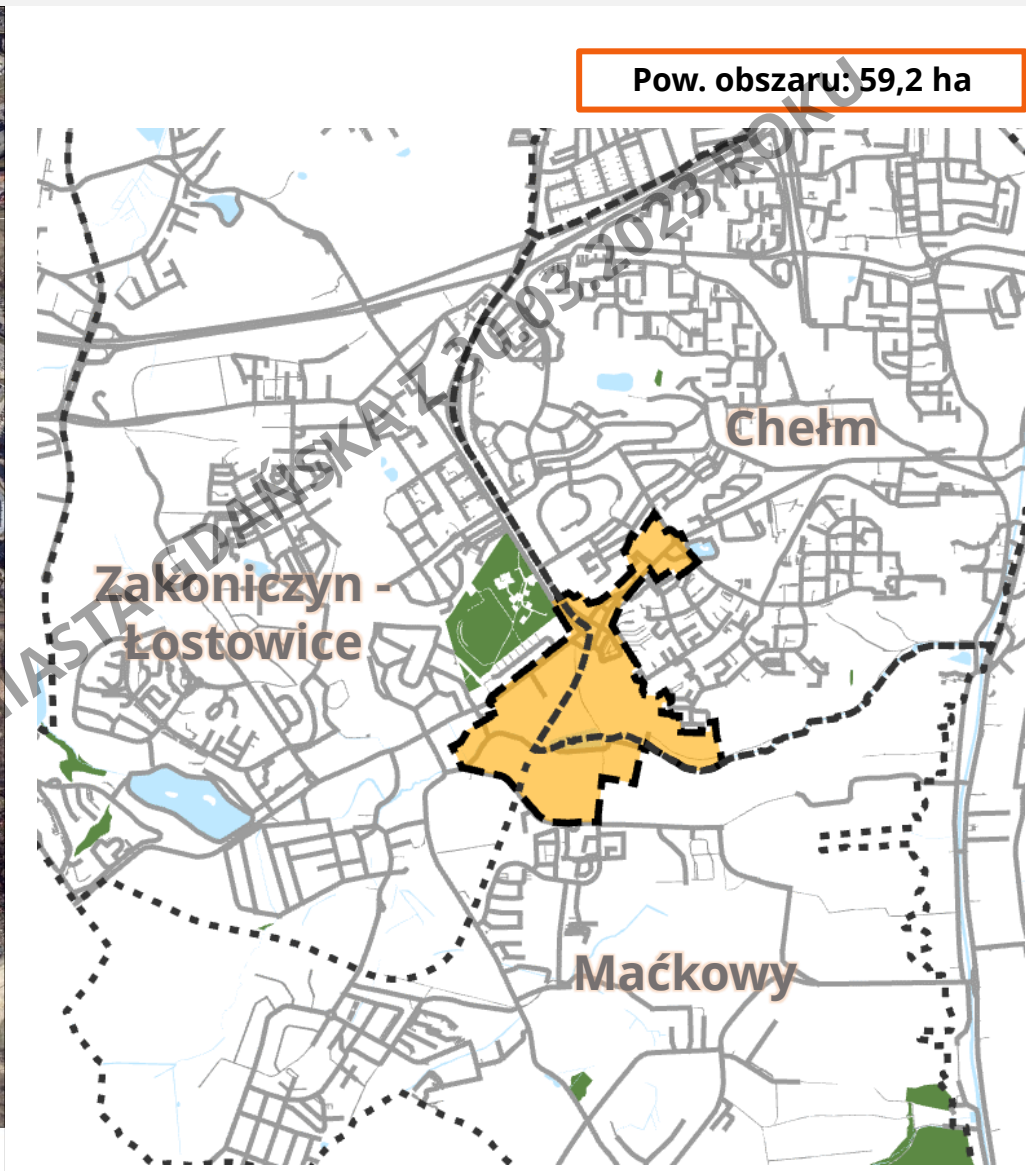 Pow. obszaru: 59,2 ha
MIASTA GDAŃSKA Z 30.03.2023 ROKU
Chełm
Zakoniczyn -
Łostowice
Maćkowy